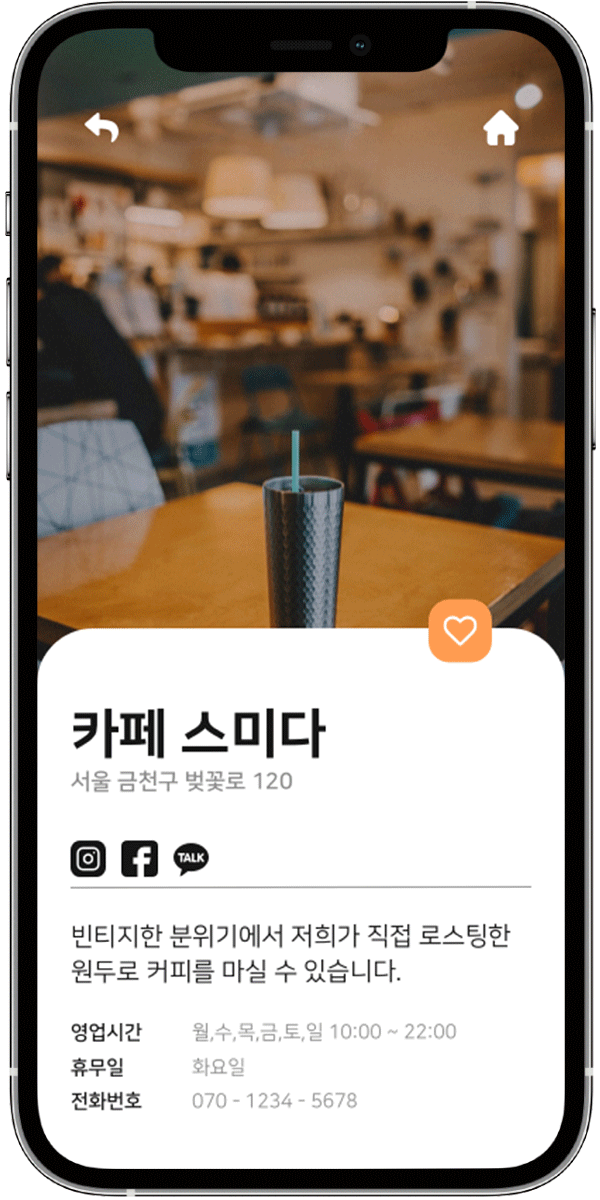 카페 스미다
서울 금천구 벚꽃로 120
TALK
빈티지한 분위기에서 저희가 직접 로스팅한
원두로 커피를 마실 수 있습니다.
영업시간 월,수,목,금,토,일 10:00 ~ 22:00
휴무일 화요일
전화번호 070 - 1234 - 5678